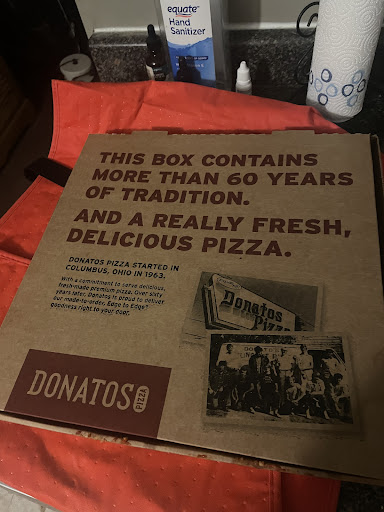 equate
Hand
Sanitizer
THIS BOX CONTAINS
MORE THAN 60 YEARS
OF TRADITION.
AND A REALLY FRESH,
DELICIOUS PIZZA.
DONATOS PIZZA STARTED IN
COLUMBUS, OHIO IN 1963.
With a commitment to serve delicious,
fresh-made premium pizza. Over sixty
years later, Donatos is proud to deliver
our made-to-order, Edge to Edge®
goodness right to your door.
Donatos
Pizza
DONATOS
PIZZA